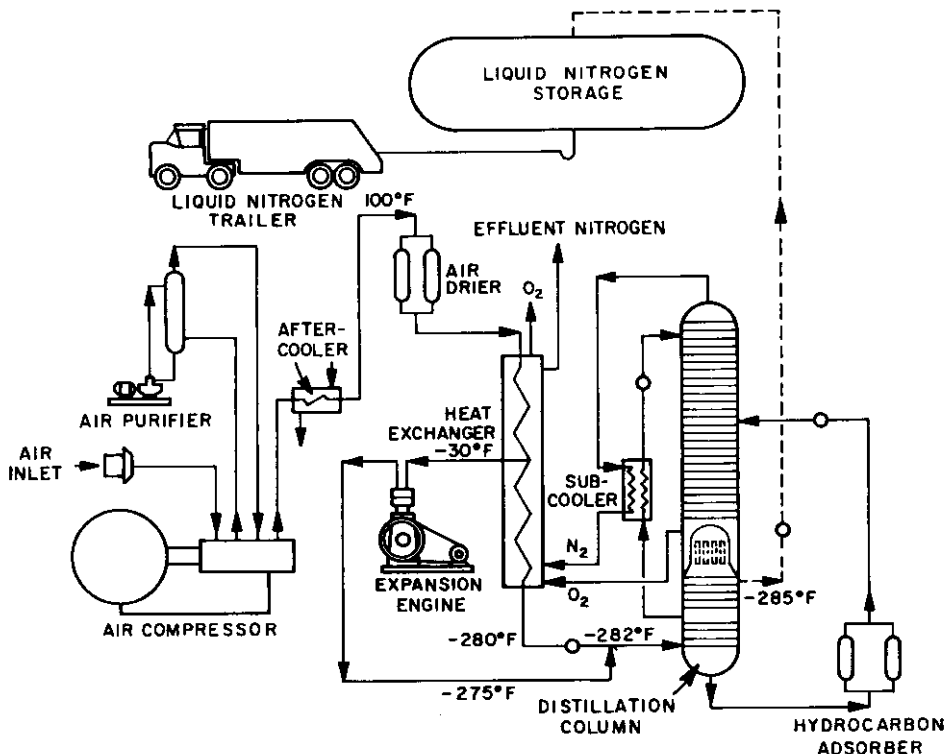 LIQUID NITROGEN
STORAGE
LIQUID NITROGEN
TRAILER
100°F
EFFLUENT NITROGEN
AIR
DRIER
O₂
AFTER-
COOLER
AIR PURIFIER
HEAT
EXCHANGER
-30°F
AIR
INLET
SUB-
COOLER
N₂
O₂
EXPANSION
ENGINE
-285°F
AIR COMPRESSOR
-280°F
-282°F
-275°F
DISTILLATION
COLUMN
HYDROCARBON
ADSORBER